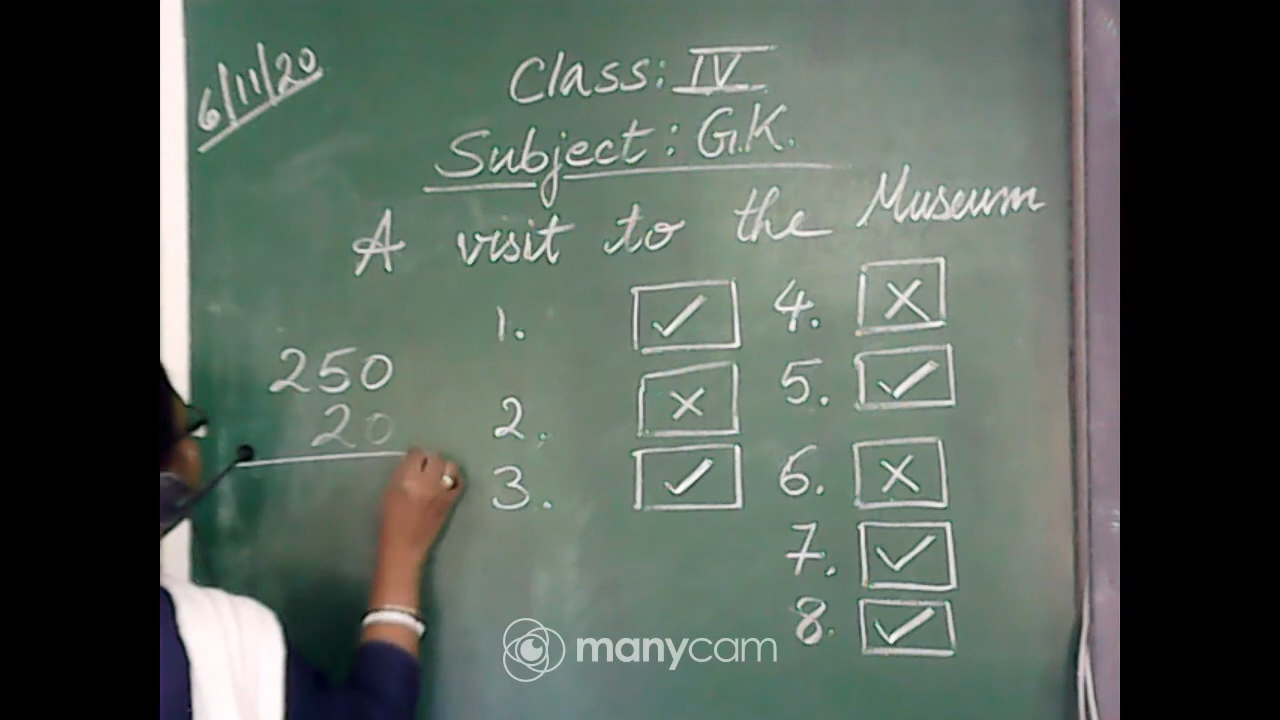 6/11/20
Class: IV
Subject: G.K.
A visit to the Museum
1. ✓
2. ×
3. ✓
4. ×
5. ✓
6. ×
7. ✓
8. ✓
250
20
manycam